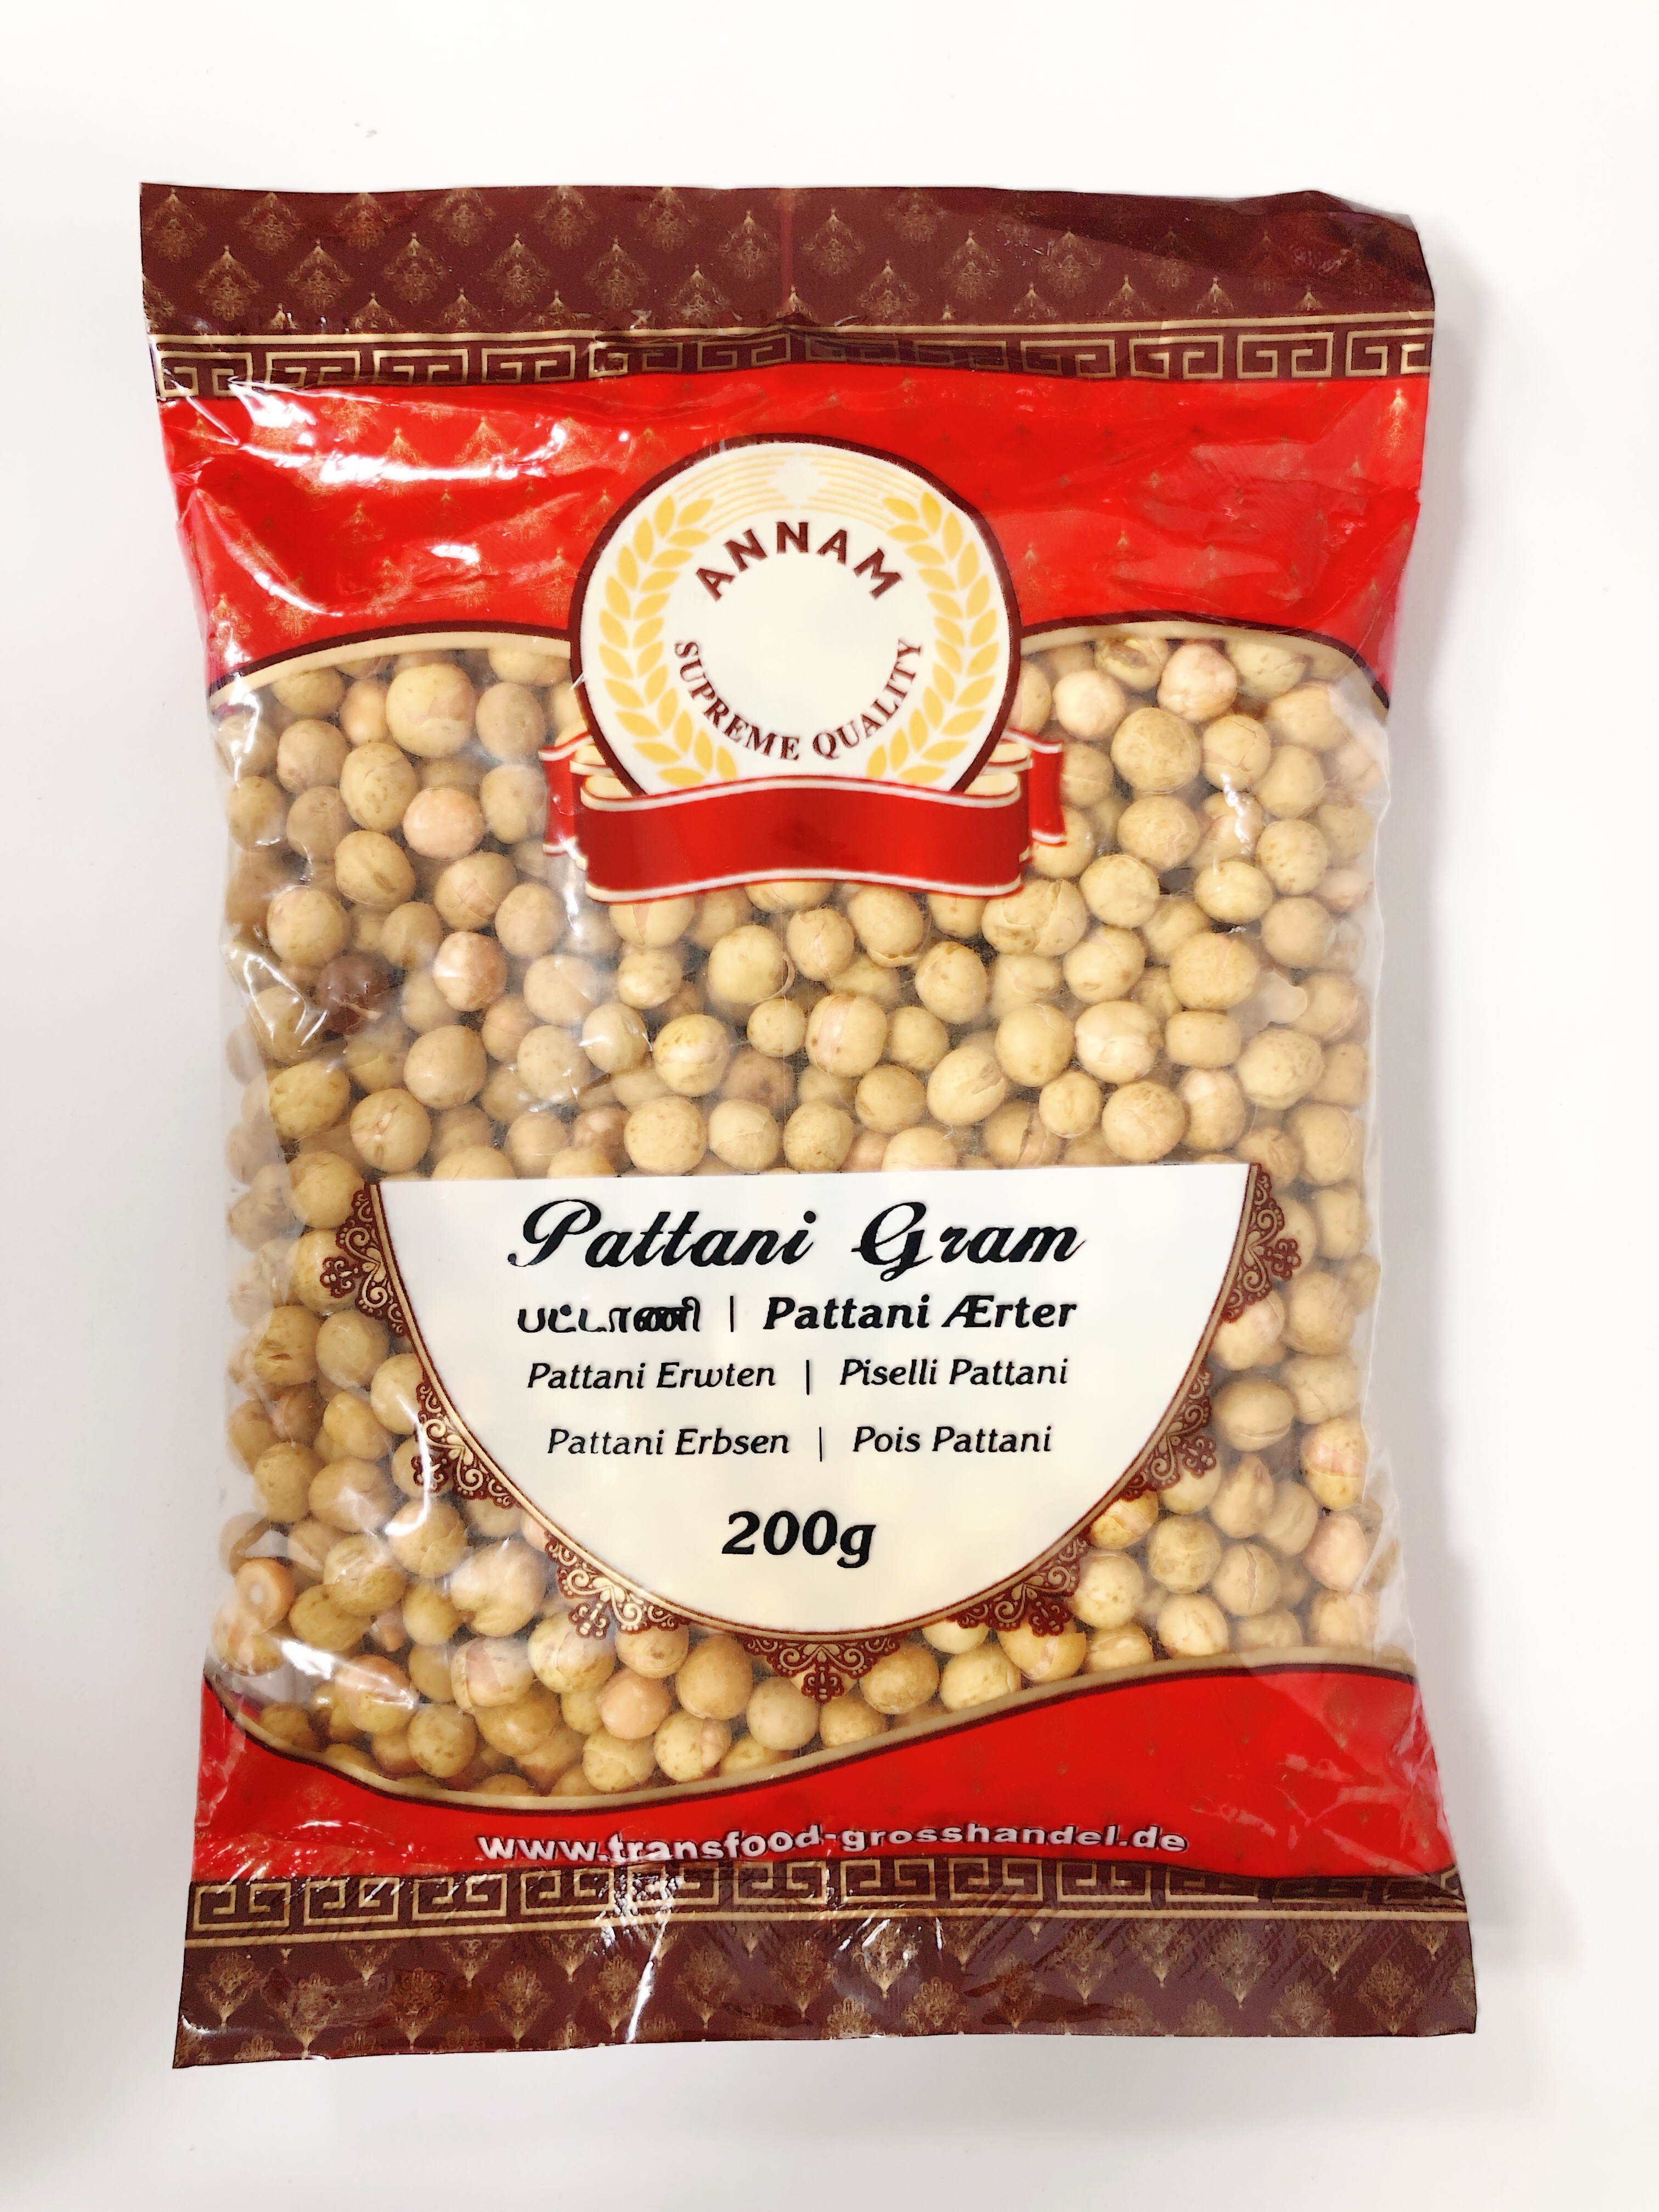 ANNAM
SUPREME QUALITY
Pattani Gram
பட்டாணி | Pattani Ærter
Pattani Erwten | Piselli Pattani
Pattani Erbsen | Pois Pattani
200g
www.transfood-grosshandel.de